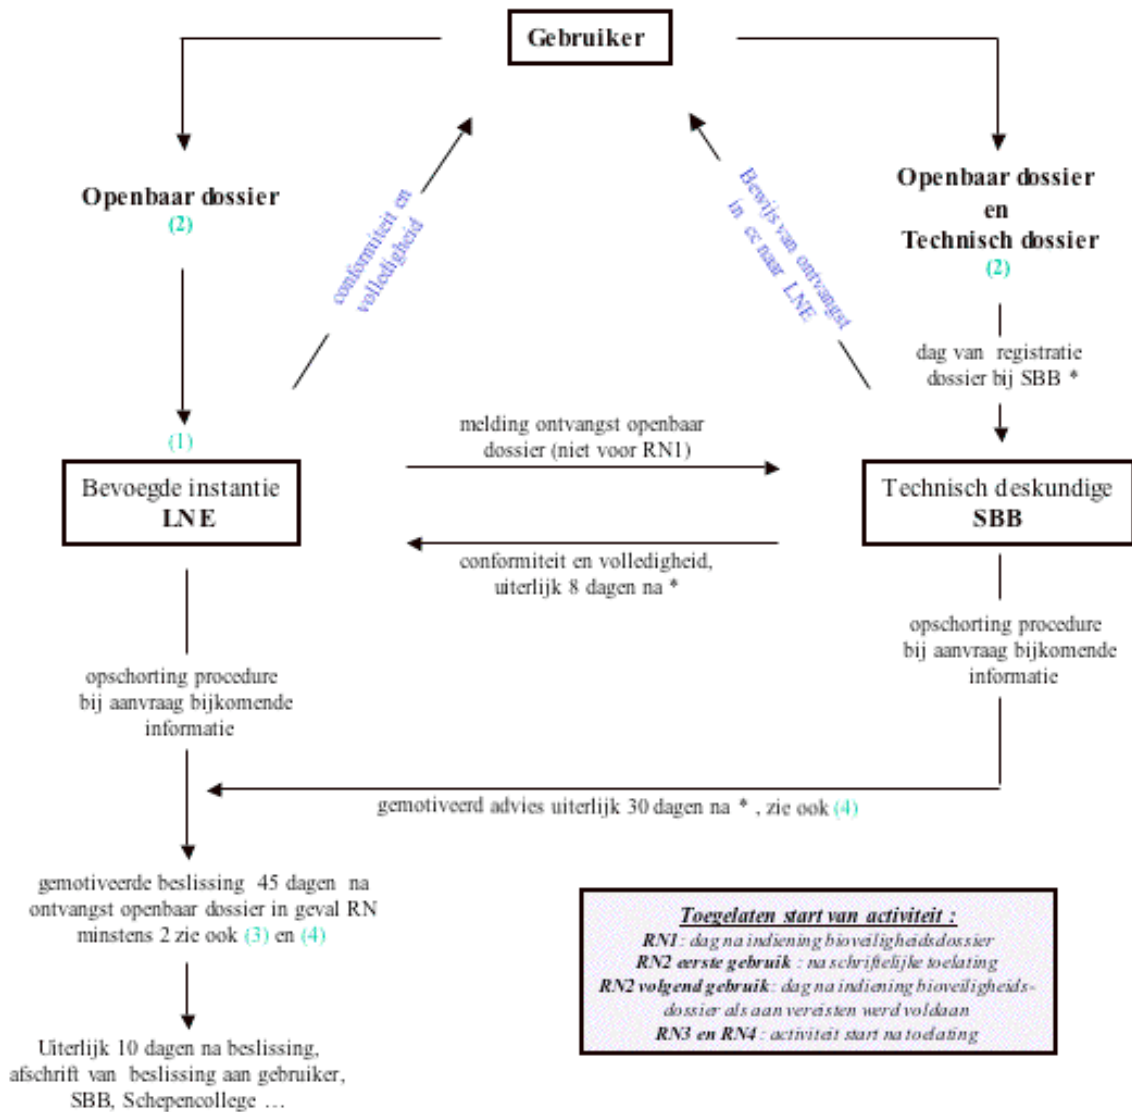 Gebruiker
Openbaar dossier
(2)
conformiteit en
volledigheid
Bewijs van ontvangst
in cc naar LNE
Openbaar dossier
en
Technisch dossier
(2)
dag van registratie
dossier bij SBB *
(1)
Bevoegde instantie
LNE
melding ontvangst openbaar
dossier (niet voor RN1)
Technisch deskundige
SBB
conformiteit en volledigheid,
uiterlijk 8 dagen na *
opschorting procedure
bij aanvraag bijkomende
informatie
opschorting procedure
bij aanvraag bijkomende
informatie
gemotiveerd advies uiterlijk 30 dagen na * , zie ook (4)
gemotiveerde beslissing 45 dagen na
ontvangst openbaar dossier in geval RN
minstens 2 zie ook (3) en (4)
Uiterlijk 10 dagen na beslissing,
afschrift van beslissing aan gebruiker,
SBB, Schepencollege ...
Toegelaten start van activiteit :
RN1 : dag na indiening bioveiligheidsdossier
RN2 eerste gebruik : na schriftelijke toelating
RN2 volgend gebruik : dag na indiening bioveiligheids-
dossier als aan vereisten werd voldaan
RN3 en RN4 : activiteit start na toelating